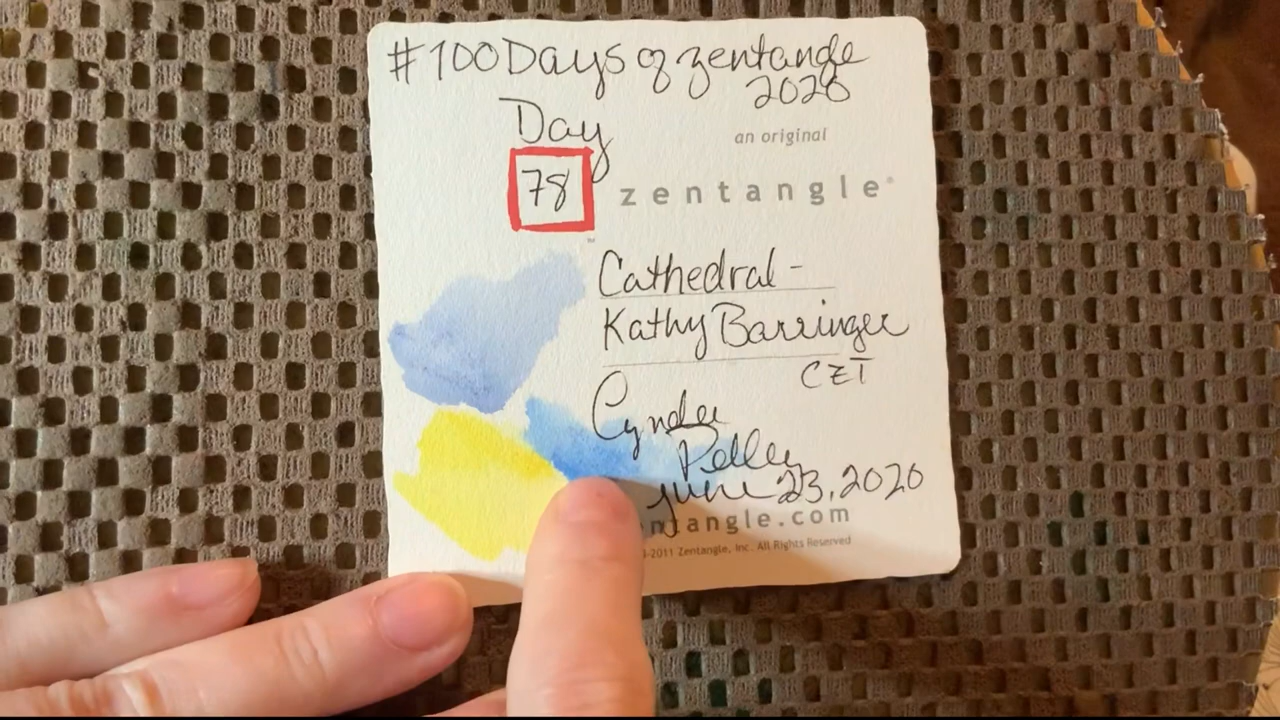 #100Days of zentangle
2020
Day
an original
78
zentangle®
Cathedral -
Kathy Barringer
CZT
Cyndee
Pelley
June 23, 2020
entangle.com
-2011 Zentangle, Inc. All Rights Reserved